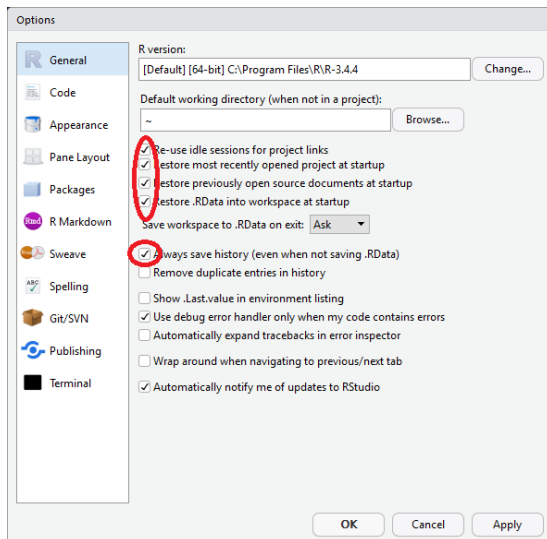 Options
General
Code
Appearance
Pane Layout
Packages
Rmd R Markdown
Sweave
ABC Spelling
Git/SVN
Publishing
Terminal
R version:
[Default] [64-bit] C:\Program Files\R\R-3.4.4
Change...
Default working directory (when not in a project):
~
Browse...
Re-use idle sessions for project links
Restore most recently opened project at startup
Restore previously open source documents at startup
Restore .RData into workspace at startup
Save workspace to .RData on exit: Ask
Always save history (even when not saving .RData)
Remove duplicate entries in history
Show .Last.value in environment listing
Use debug error handler only when my code contains errors
Automatically expand tracebacks in error inspector
Wrap around when navigating to previous/next tab
Automatically notify me of updates to RStudio
OK Cancel Apply